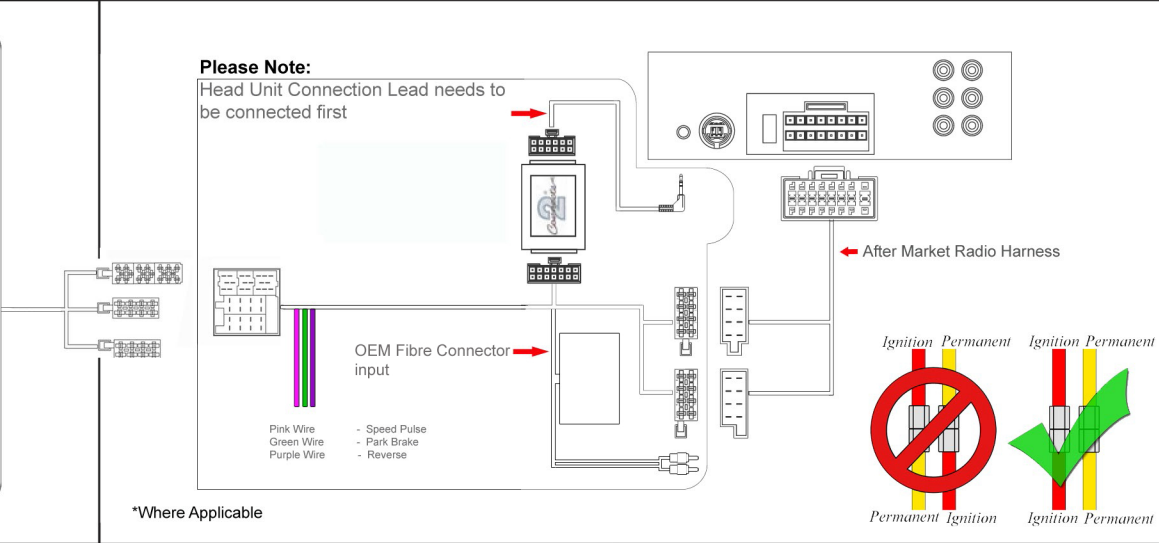 Please Note:
Head Unit Connection Lead needs to
be connected first
Connects
2
After Market Radio Harness
OEM Fibre Connector
input
Pink Wire - Speed Pulse
Green Wire - Park Brake
Purple Wire - Reverse
*Where Applicable
Ignition Permanent
Permanent Ignition
Ignition Permanent
Ignition Permanent